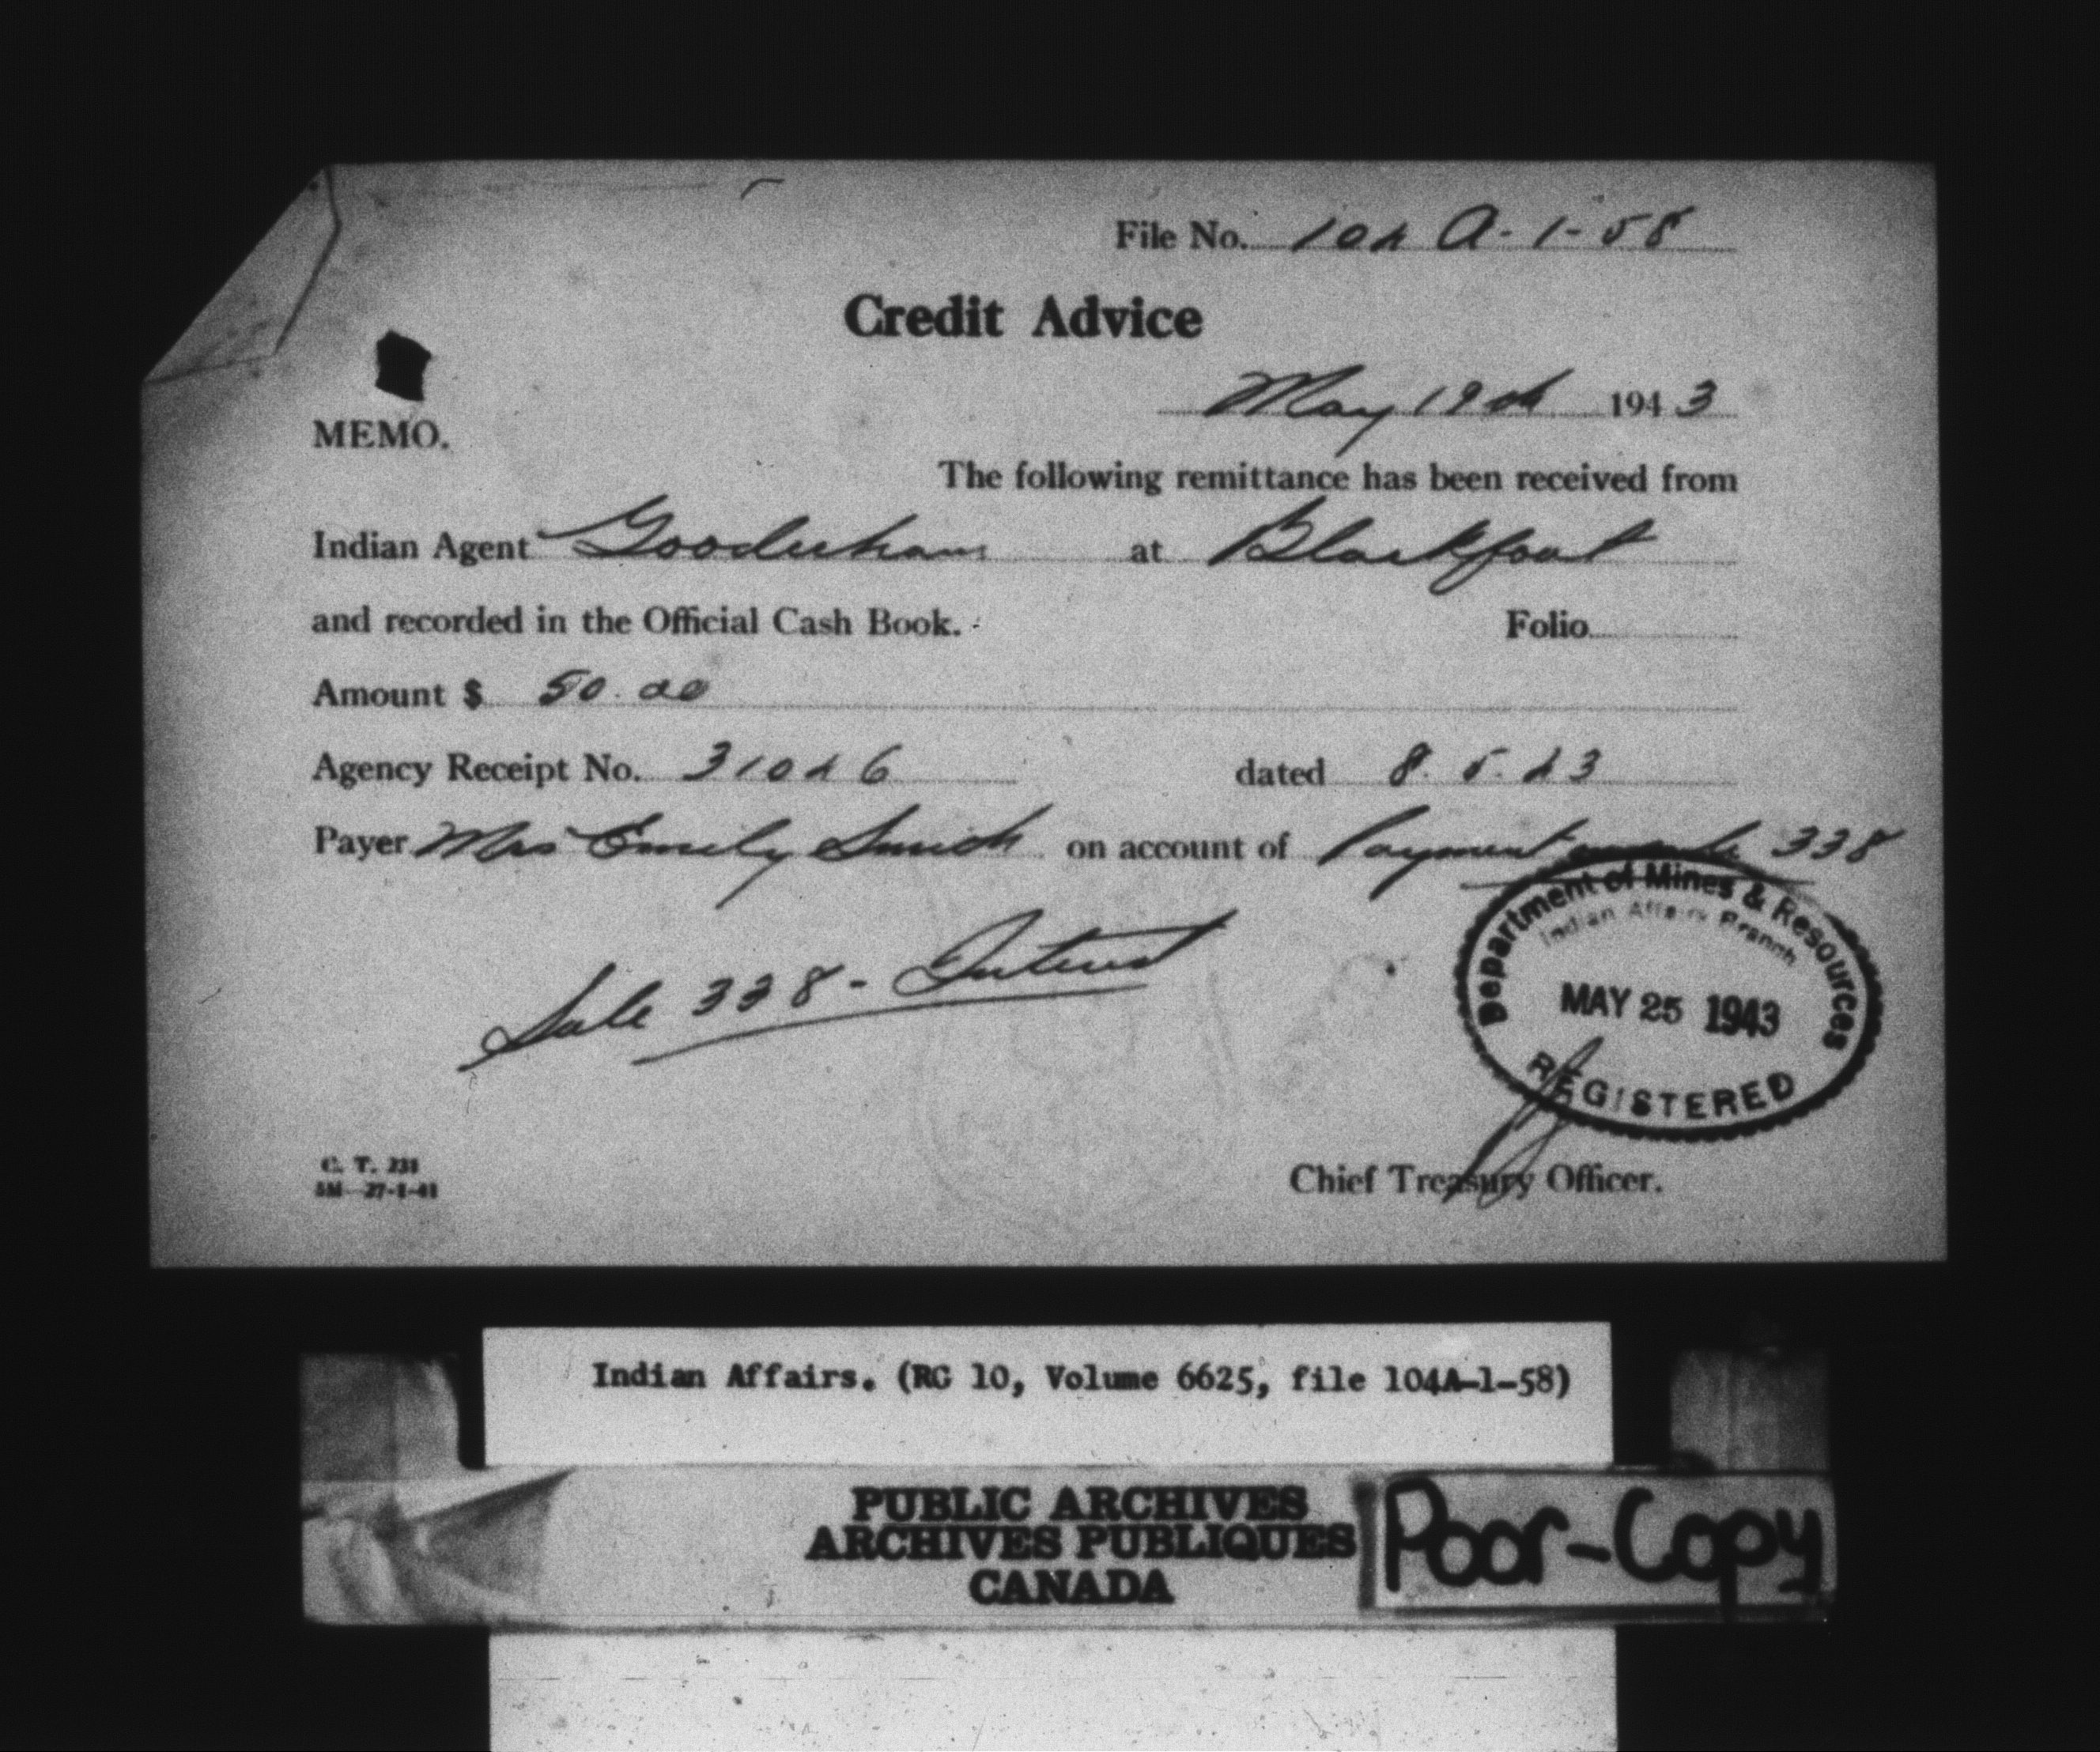 File No. 104 A-1-58
Credit Advice
May 19th 1943
MEMO.
The following remittance has been received from
Indian Agent Gooderham at Blackfoot
and recorded in the Official Cash Book. Folio
Amount $ 50.00
Agency Receipt No. 31046 dated 8.5.43
Payer Mrs Emily Smith on account of Payment on sale 338
Sale 338 - Interest
Department of Mines & Resources
Indian Affairs Branch
MAY 25 1943
REGISTERED
Chief Treasury Officer.
C. T. 231
Indian Affairs. (RG 10, Volume 6625, file 104A-1-58)
PUBLIC ARCHIVES
ARCHIVES PUBLIQUES
CANADA
Poor-Copy